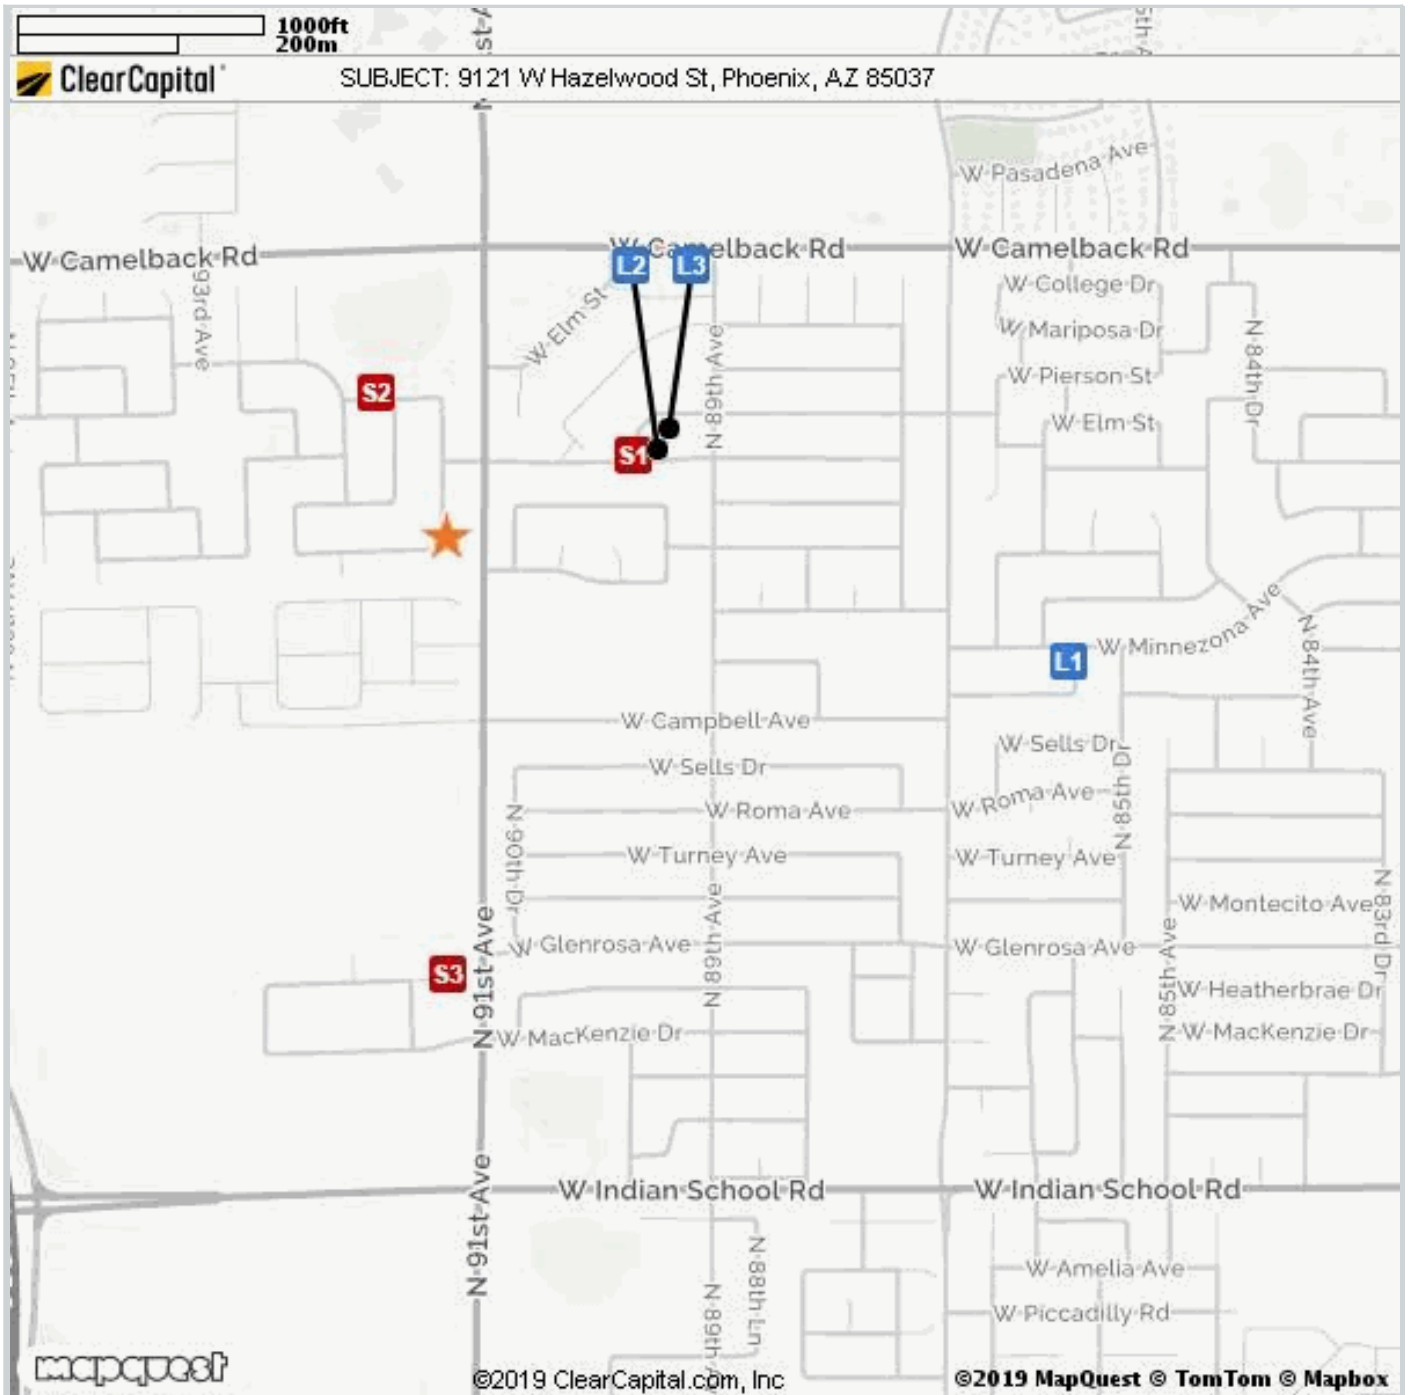 1000ft
200m
ClearCapital
SUBJECT: 9121 W Hazelwood St, Phoenix, AZ 85037
W Pasadena Ave
W Camelback Rd
W Camelback Rd
W Camelback Rd
L2
L3
W College Dr
93rd Ave
W Elm St
W Mariposa Dr
N 84th Dr
N 89th Ave
W Pierson St
S2
W Elm St
S1
W Minnezona Ave
L1
N 84th Ave
W Campbell Ave
W Sells Dr
W Sells Dr
W Roma Ave
W Roma Ave
N 85th Dr
N 90th Dr
W Turney Ave
W Turney Ave
W Montecito Ave
N 83rd Dr
N 91st Ave
N 89th Ave
W Glenrosa Ave
W Glenrosa Ave
N 85th Ave
S3
W Heatherbrae Dr
W MacKenzie Dr
W MacKenzie Dr
W Indian School Rd
W Indian School Rd
N 91st Ave
N 88th Ln
W Amelia Ave
N 89th A
W Piccadilly Rd
mapquest
©2019 ClearCapital.com, Inc
©2019 MapQuest © TomTom © Mapbox